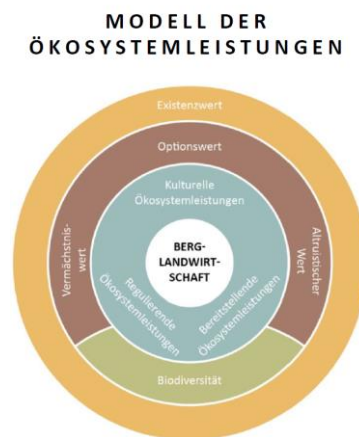 MODELL DER
ÖKOSYSTEMLEISTUNGEN
Existenzwert
Optionswert
Kulturelle
Ökosystemleistungen
Vermächtnis-
wert
Altruistischer
Wert
BERG-
LANDWIRT-
SCHAFT
Regulierende
Ökosystemleistungen
Bereitstellende
Ökosystemleistungen
Biodiversität